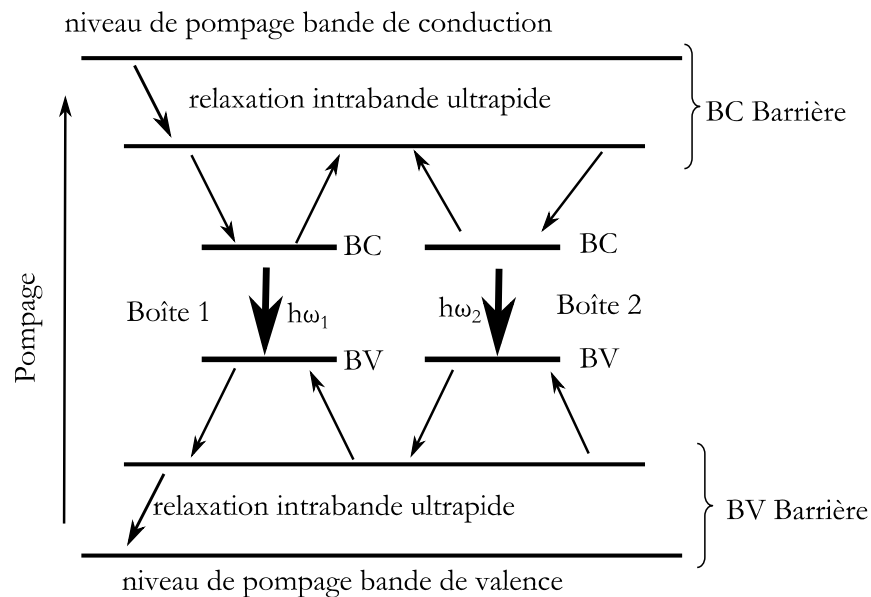 niveau de pompage bande de conduction
relaxation intrabande ultrapide
BC Barrière
BC
BC
Pompage
Boîte 1
hω₁
hω₂
Boîte 2
BV
BV
relaxation intrabande ultrapide
BV Barrière
niveau de pompage bande de valence